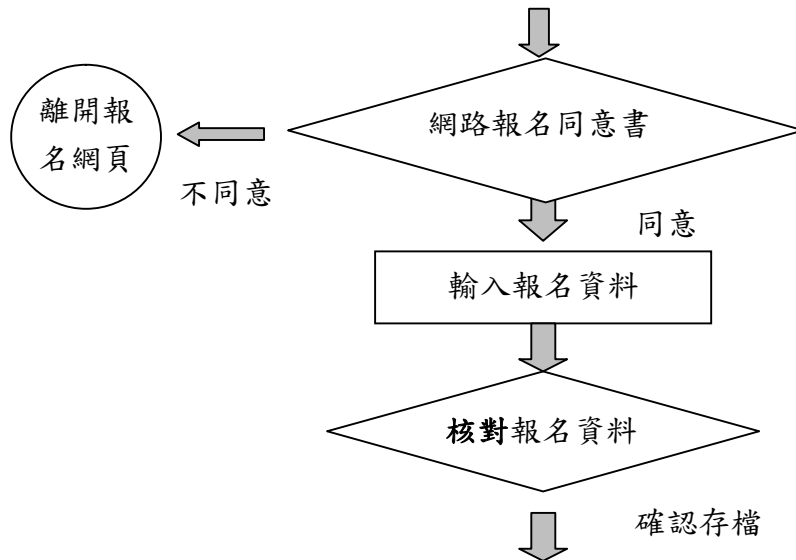 網路報名同意書
離開報
名網頁
不同意
同意
輸入報名資料
核對報名資料
確認存檔